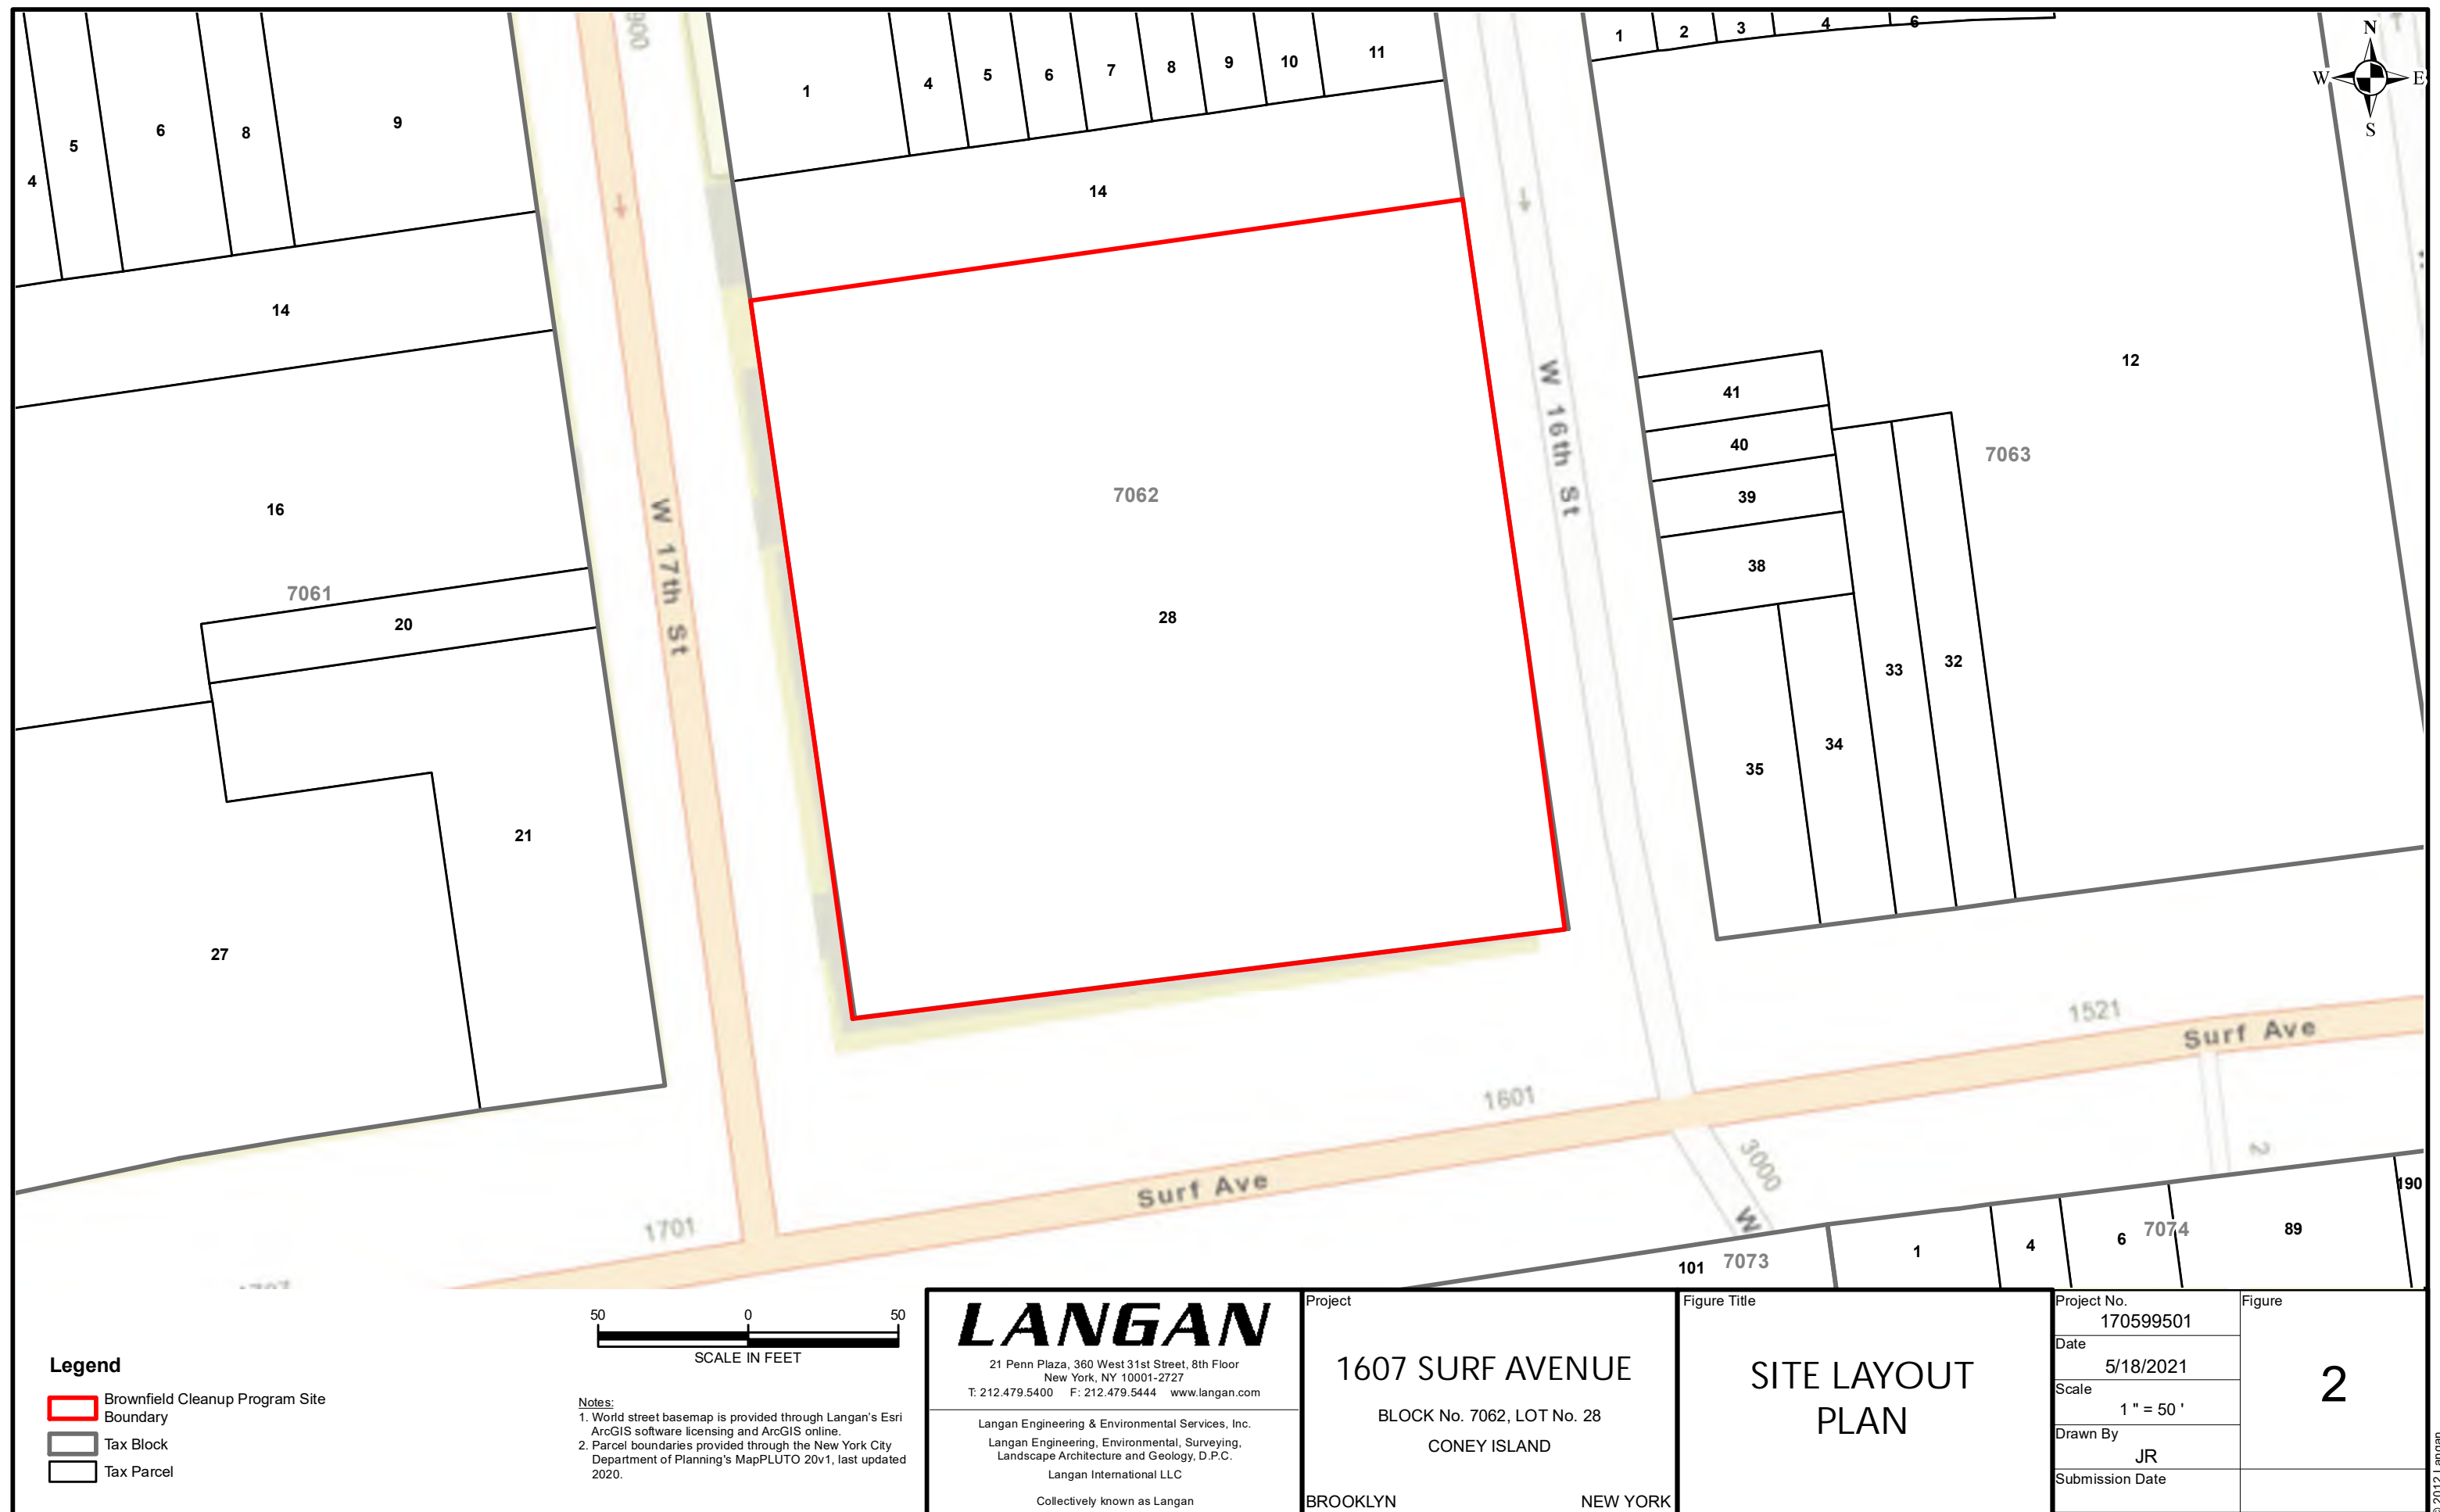 1
2
3
4
6
N
W
E
S
900
1
4
5
6
7
8
9
10
11
4
5
6
8
9
14
14
12
W 16th St
41
40
39
38
7063
7062
28
W 17th St
16
7061
20
33
32
34
35
21
27
1521
Surf Ave
1601
3000
2
W
Surf Ave
1701
190
89
7074
6
4
1
7073
101
Legend
Brownfield Cleanup Program Site
Boundary
Tax Block
Tax Parcel
50 0 50
SCALE IN FEET
Notes:
1. World street basemap is provided through Langan's Esri
ArcGIS software licensing and ArcGIS online.
2. Parcel boundaries provided through the New York City
Department of Planning's MapPLUTO 20v1, last updated
2020.
LANGAN
21 Penn Plaza, 360 West 31st Street, 8th Floor
New York, NY 10001-2727
T: 212.479.5400 F: 212.479.5444 www.langan.com
Langan Engineering & Environmental Services, Inc.
Langan Engineering, Environmental, Surveying,
Landscape Architecture and Geology, D.P.C.
Langan International LLC
Collectively known as Langan
Project
1607 SURF AVENUE
BLOCK No. 7062, LOT No. 28
CONEY ISLAND
BROOKLYN NEW YORK
Figure Title
SITE LAYOUT
PLAN
Project No.
170599501
Date
5/18/2021
Scale
1 " = 50 '
Drawn By
JR
Submission Date
Figure
2
© 2012 Langan